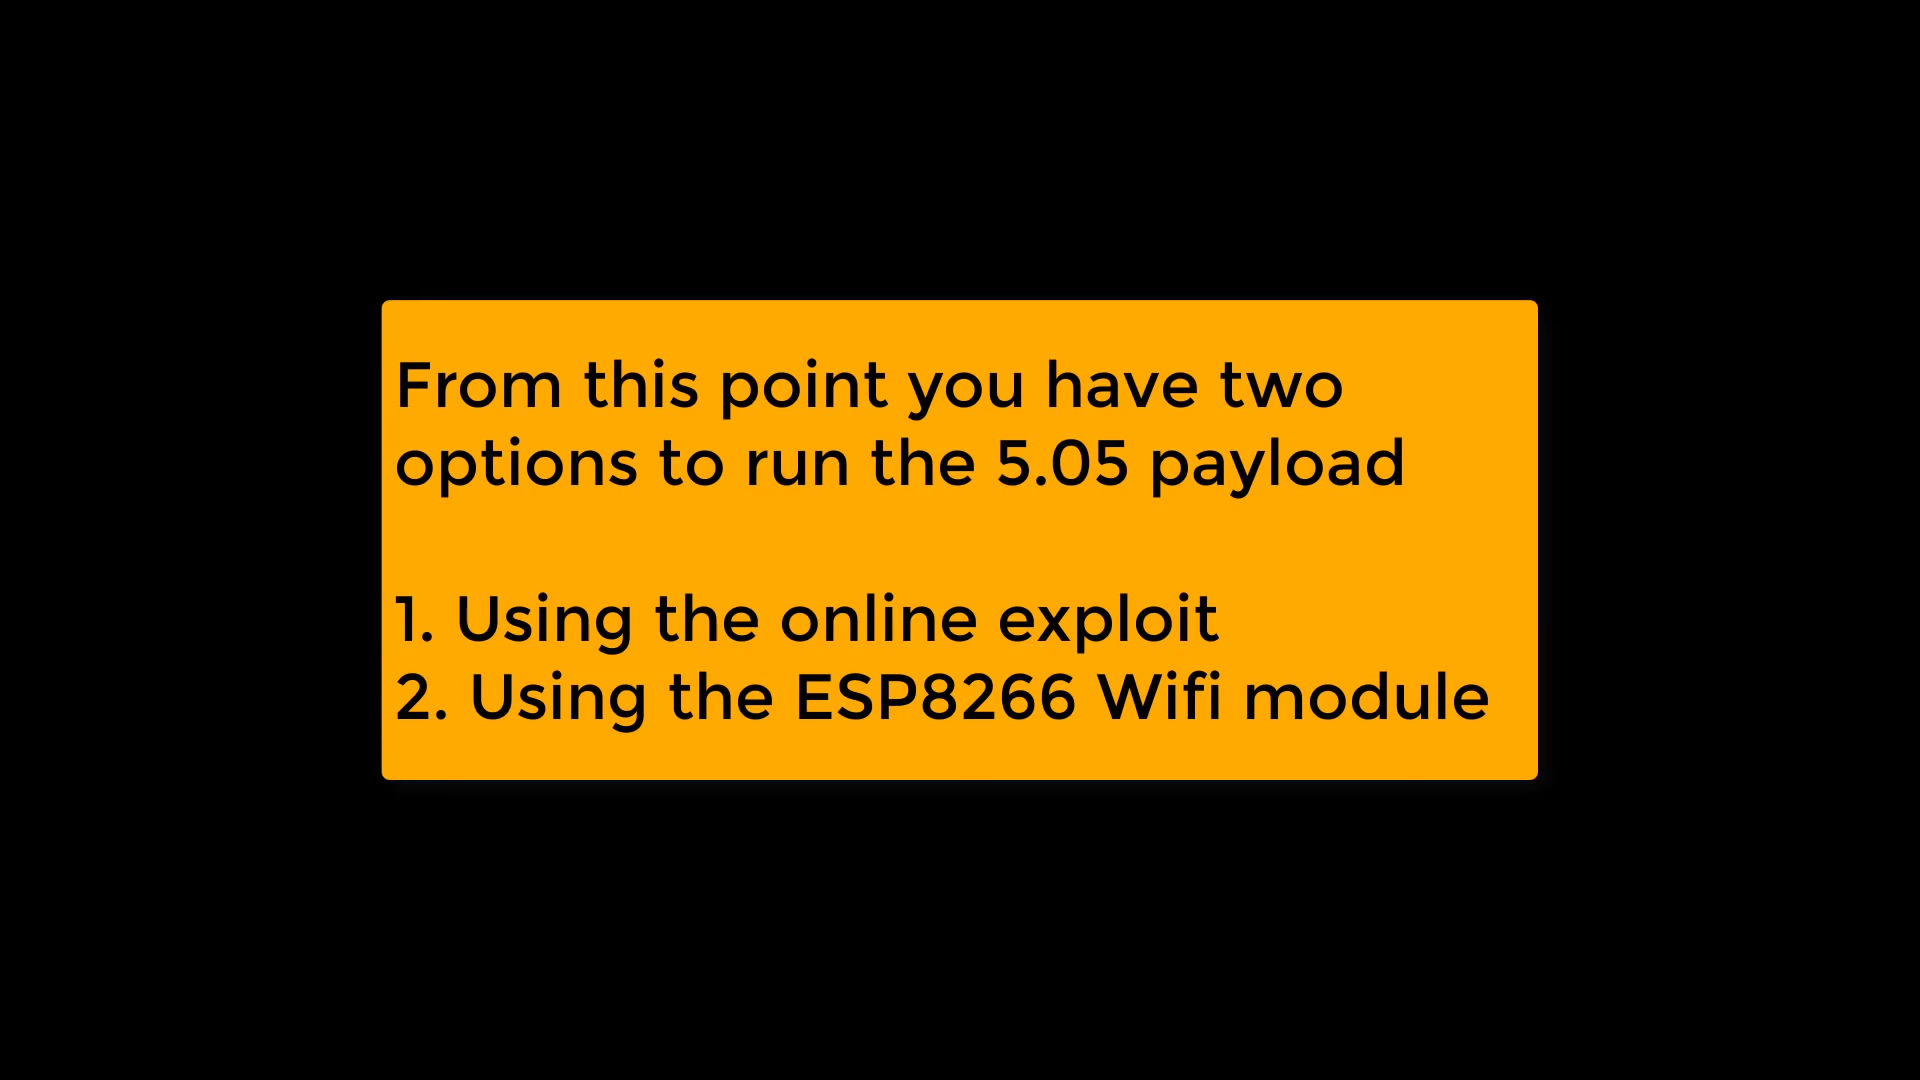 From this point you have two
options to run the 5.05 payload
1. Using the online exploit
2. Using the ESP8266 Wifi module